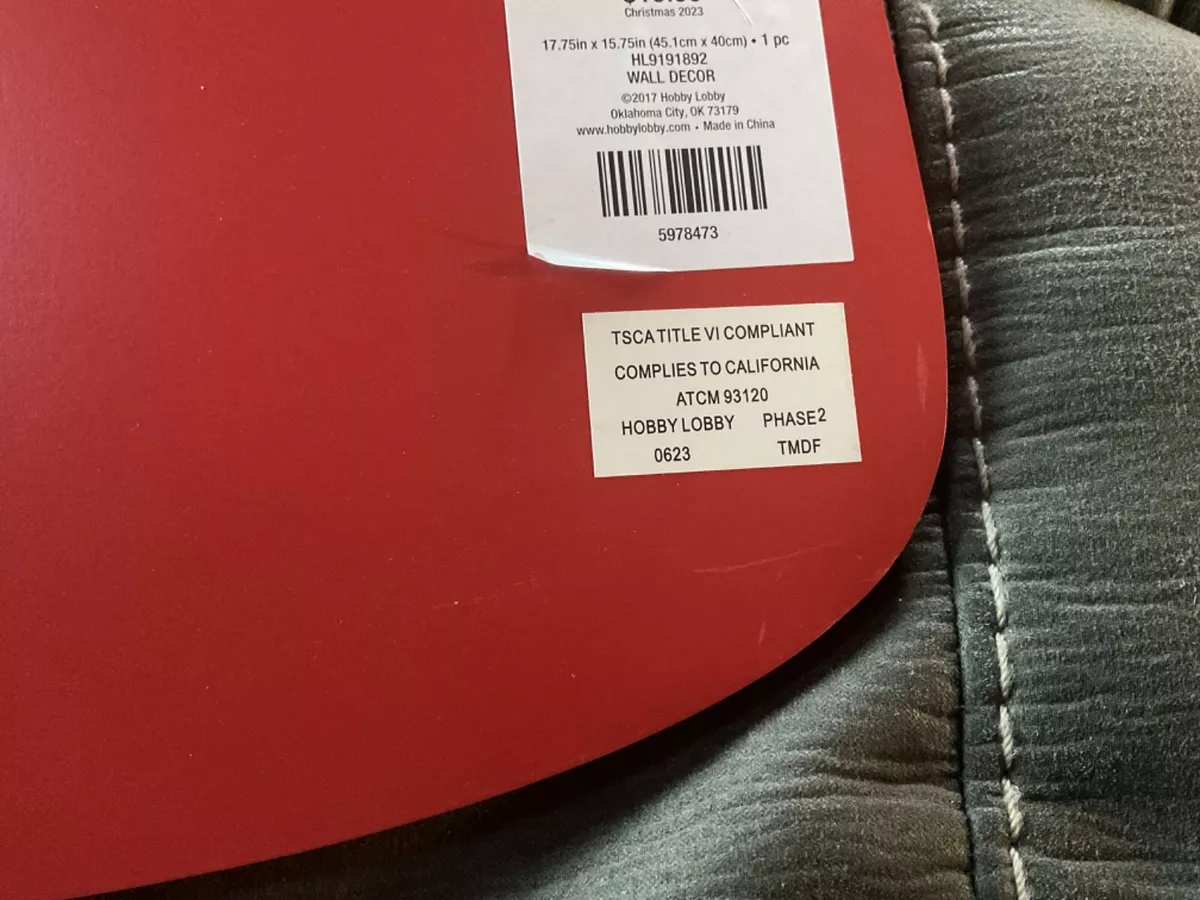 Christmas 2023
17.75in x 15.75in (45.1cm x 40cm) • 1 pc
HL9191892
WALL DECOR
©2017 Hobby Lobby
Oklahoma City, OK 73179
www.hobbylobby.com • Made in China
5978473
TSCA TITLE VI COMPLIANT
COMPLIES TO CALIFORNIA
ATCM 93120
HOBBY LOBBY PHASE2
0623 TMDF